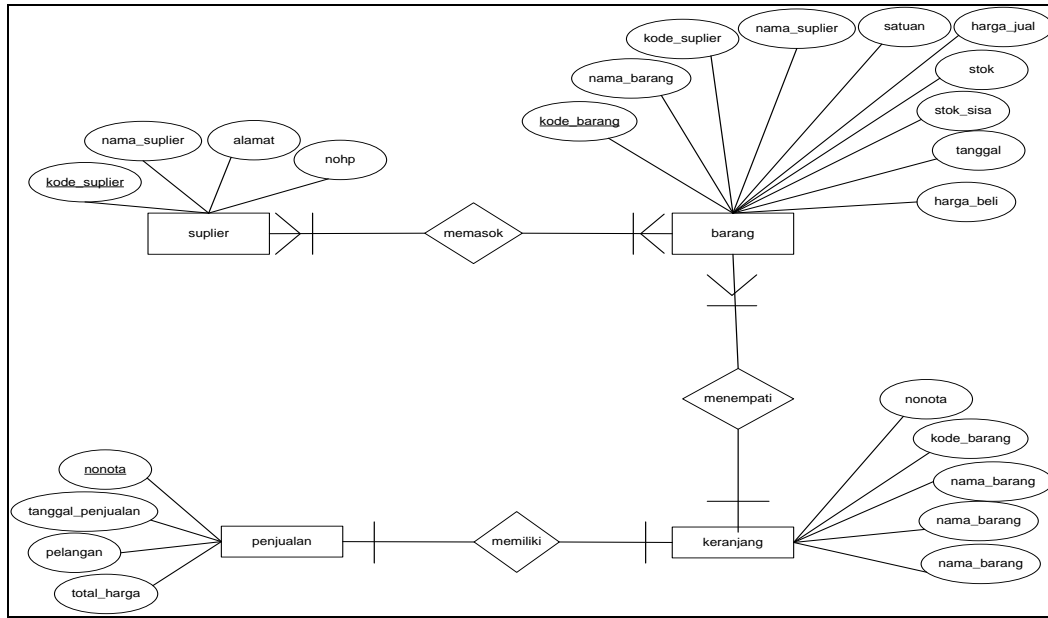 nama_suplier
satuan
harga_jual
kode_suplier
nama_barang
stok
kode_barang
stok_sisa
tanggal
harga_beli
nama_suplier
alamat
nohp
kode_suplier
suplier
memasok
barang
menempati
nonota
kode_barang
nama_barang
nama_barang
nama_barang
nonota
tanggal_penjualan
pelangan
total_harga
penjualan
memiliki
keranjang